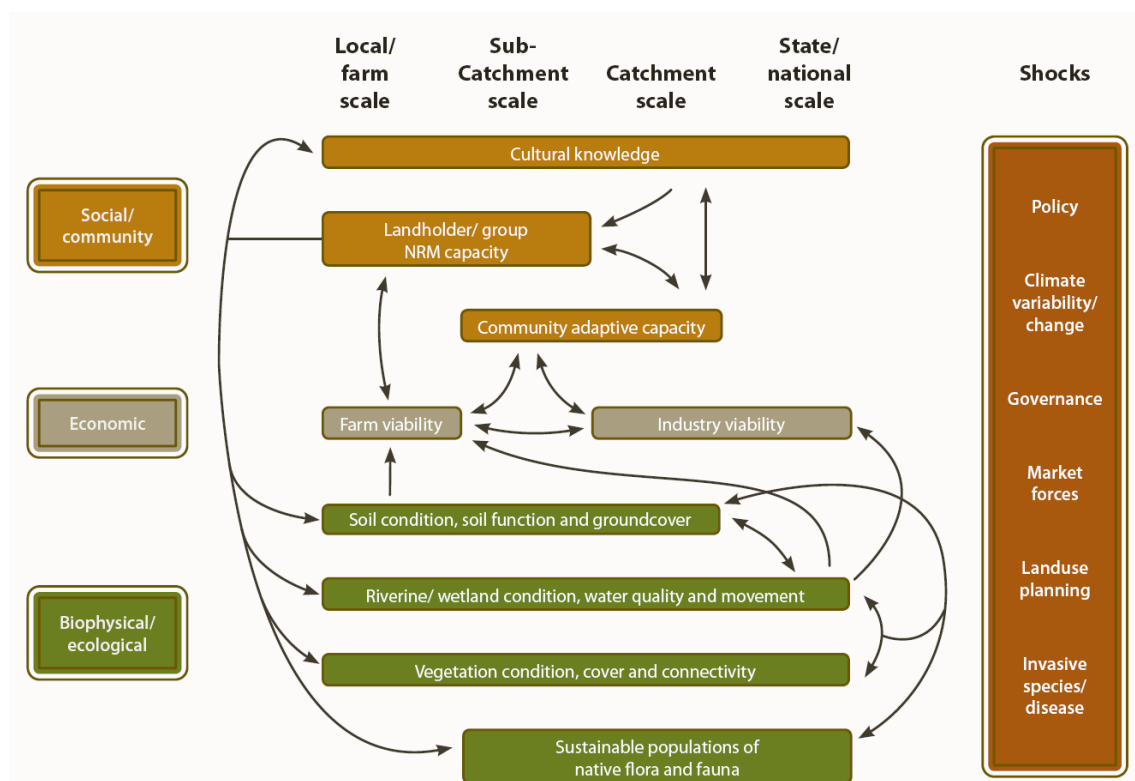 Local/
farm
scale
Sub-
Catchment
scale
Catchment
scale
State/
national
scale
Shocks
Cultural knowledge
Social/
community
Landholder/ group
NRM capacity
Community adaptive capacity
Economic
Farm viability
Industry viability
Soil condition, soil function and groundcover
Riverine/ wetland condition, water quality and movement
Biophysical/
ecological
Vegetation condition, cover and connectivity
Sustainable populations of
native flora and fauna
Policy
Climate
variability/
change
Governance
Market
forces
Landuse
planning
Invasive
species/
disease